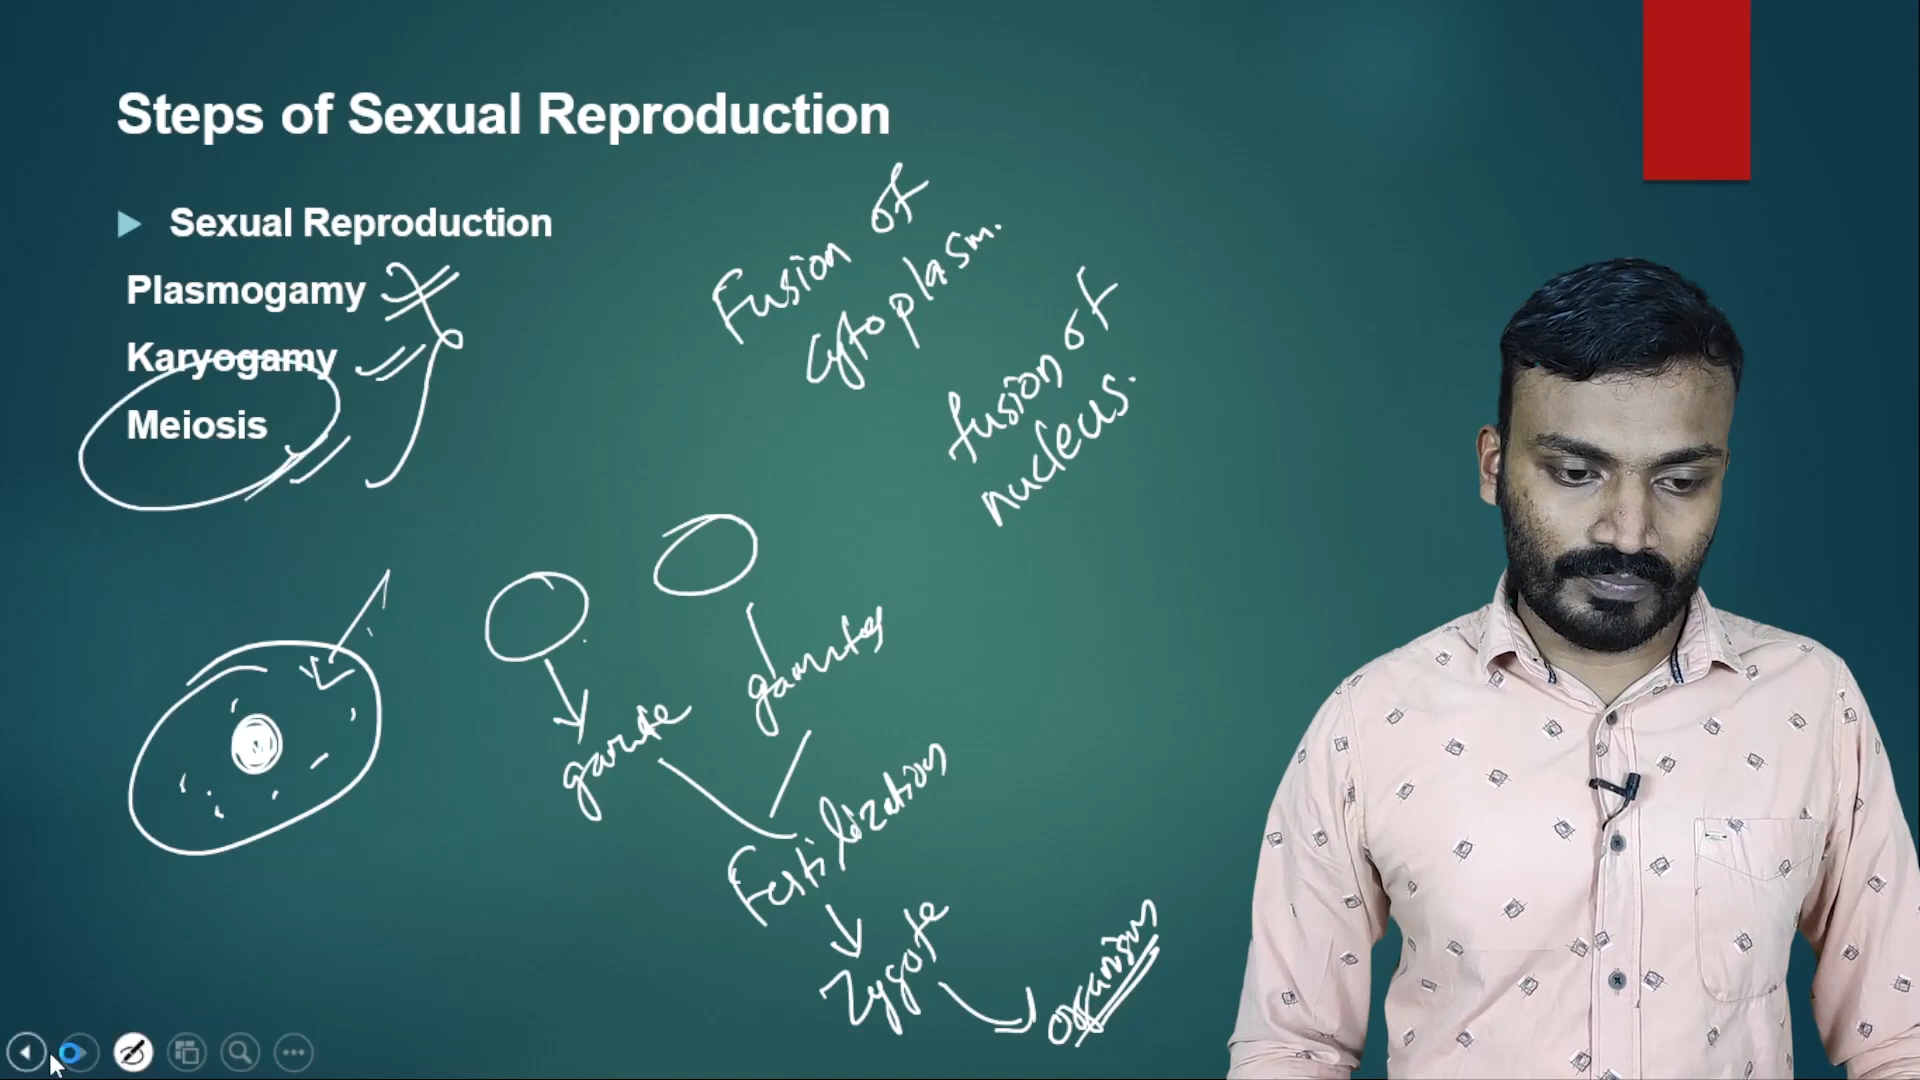 Steps of Sexual Reproduction
Sexual Reproduction
Plasmogamy
Karyogamy
Meiosis
Fusion of
Cytoplasm.
fusion of
nucleus.
gamete
gametes
Fertilization
Zygote
organism